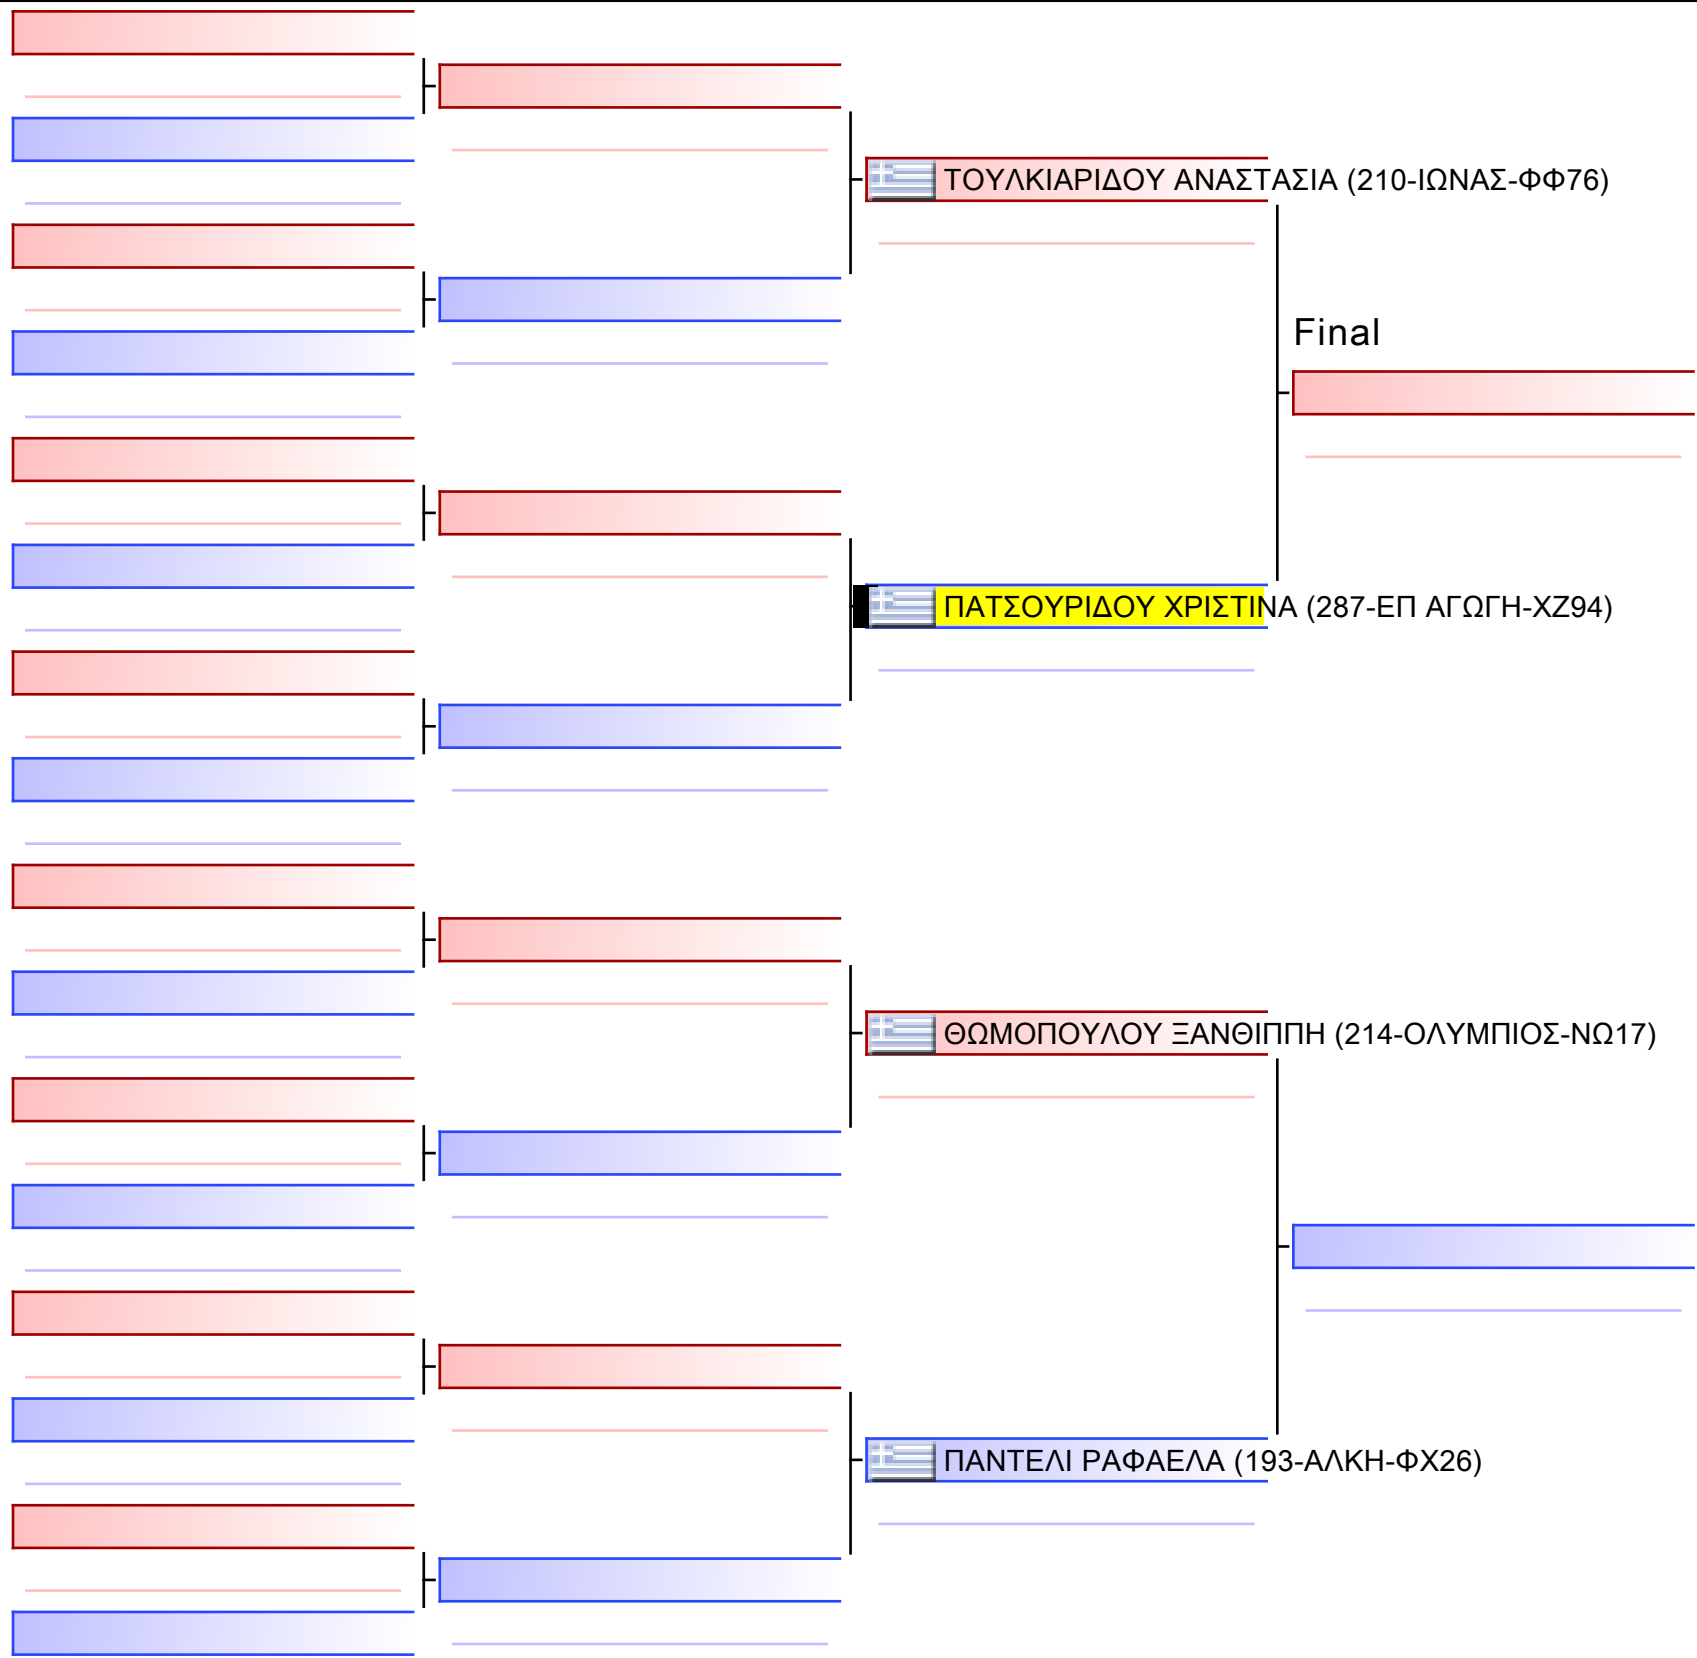 ΤΟΥΛΚΙΑΡΙΔΟΥ ΑΝΑΣΤΑΣΙΑ (210-ΙΩΝΑΣ-ΦΦ76)
Final
ΠΑΤΣΟΥΡΙΔΟΥ ΧΡΙΣΤΙΝΑ (287-ΕΠ ΑΓΩΓΗ-ΧΖ94)
ΘΩΜΟΠΟΥΛΟΥ ΞΑΝΘΙΠΠΗ (214-ΟΛΥΜΠΙΟΣ-ΝΩ17)
ΠΑΝΤΕΛΙ ΡΑΦΑΕΛΑ (193-ΑΛΚΗ-ΦΧ26)